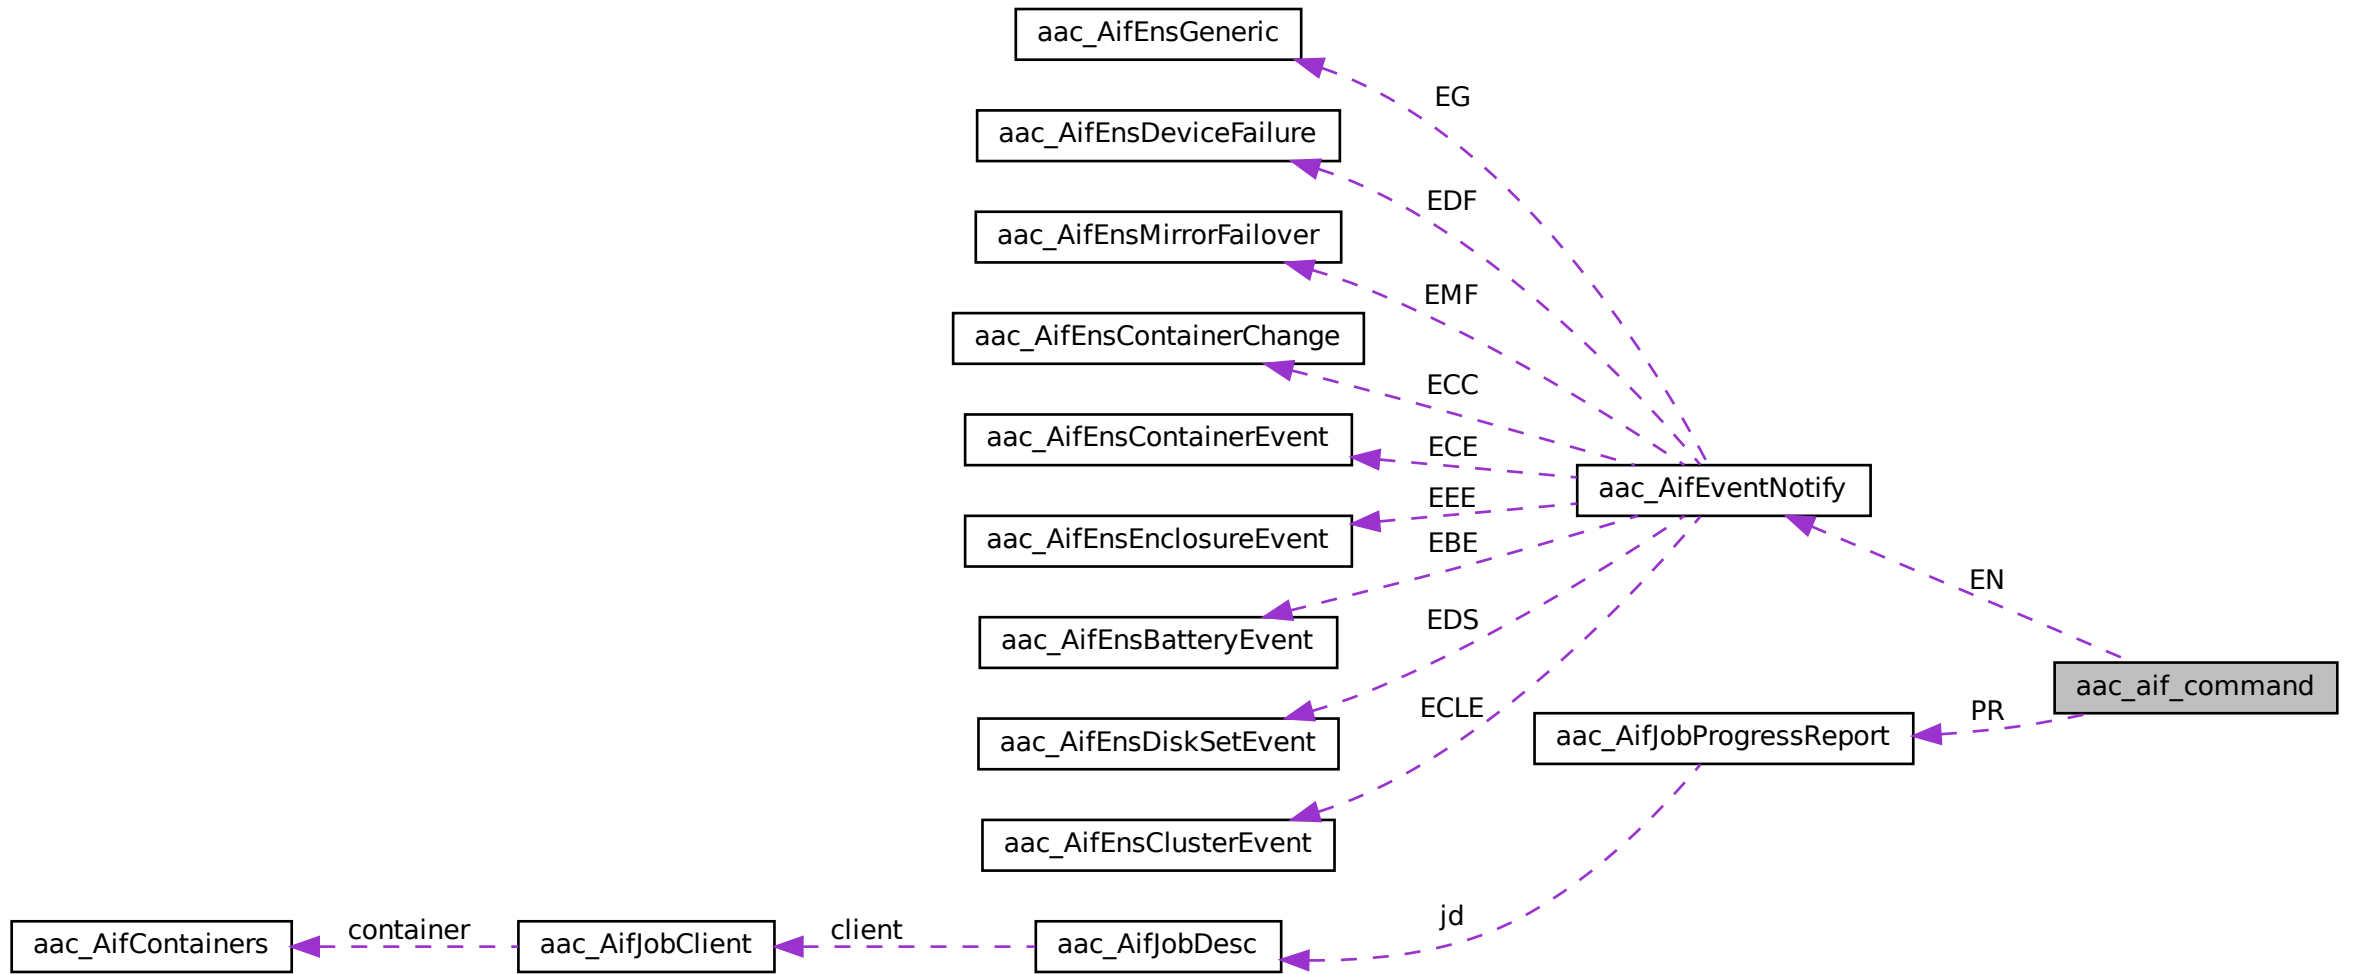 aac_AifEnsGeneric
EG
aac_AifEnsDeviceFailure
EDF
aac_AifEnsMirrorFailover
EMF
aac_AifEnsContainerChange
ECC
aac_AifEnsContainerEvent
ECE
aac_AifEventNotify
EEE
aac_AifEnsEnclosureEvent
EBE
EN
aac_AifEnsBatteryEvent
EDS
aac_aif_command
ECLE
PR
aac_AifEnsDiskSetEvent
aac_AifJobProgressReport
aac_AifEnsClusterEvent
jd
aac_AifContainers
container
aac_AifJobClient
client
aac_AifJobDesc